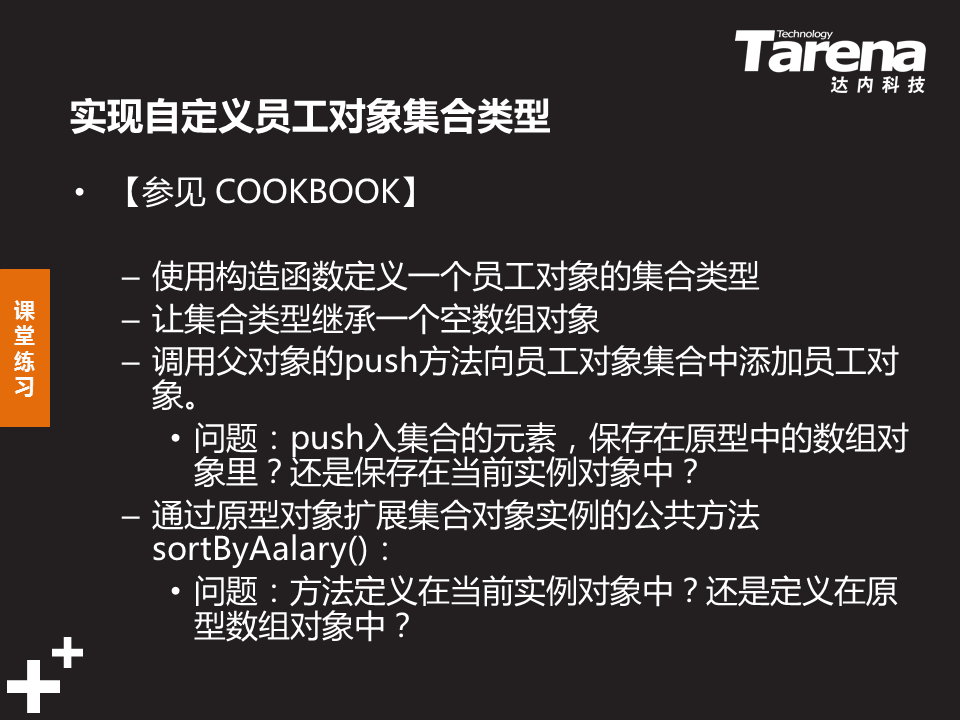 Technology
Tarena
达内科技
实现自定义员工对象集合类型
• 【参见 COOKBOOK】
– 使用构造函数定义一个员工对象的集合类型
– 让集合类型继承一个空数组对象
– 调用父对象的push方法向员工对象集合中添加员工对
象。
• 问题：push入集合的元素，保存在原型中的数组对
象里？还是保存在当前实例对象中？
– 通过原型对象扩展集合对象实例的公共方法
sortByAalary()：
• 问题：方法定义在当前实例对象中？还是定义在原
型数组对象中？
课
堂
练
习